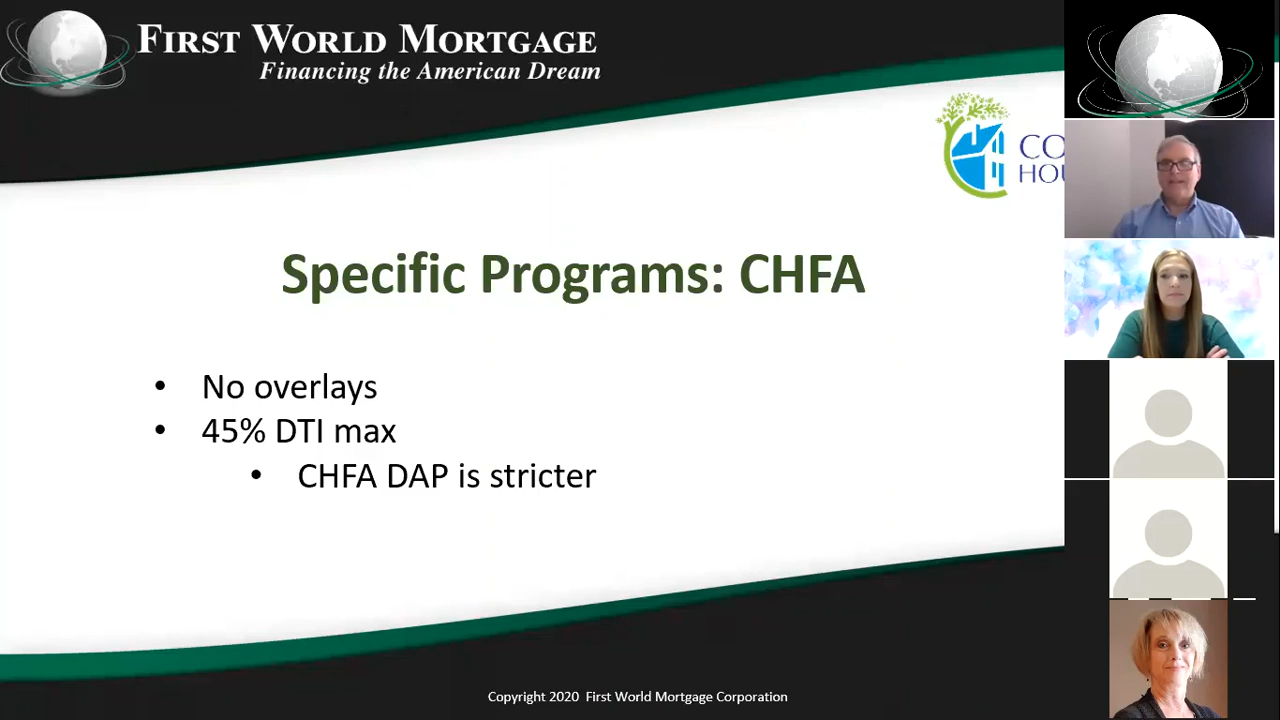 FIRST WORLD MORTGAGE
Financing the American Dream
Specific Programs: CHFA
• No overlays
• 45% DTI max
• CHFA DAP is stricter
Copyright 2020 First World Mortgage Corporation